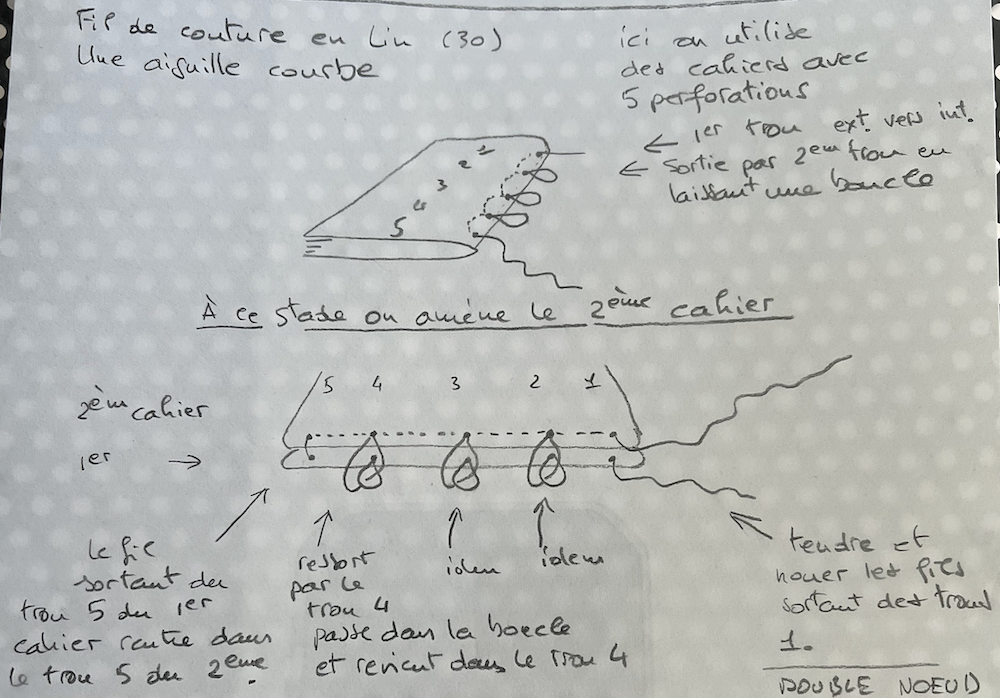 Fil de couture en Lin (30)
Une aiguille courbe
ici on utilise
des cahiers avec
5 perforations
← 1er trou ext. vers int.
← Sortie par 2em trou en
laissant une boucle
1
2
3
4
5
À ce stade on amène le 2ème cahier
5 4 3 2 1
2èm cahier
1er →
le fil
sortant du
trou 5 du 1er
cahier rentre dans
le trou 5 du 2eme.
ressort
par le
trou 4
passe dans la boucle
et revient dans le trou 4
idem
idem
tendre et
nouer les fils
sortant des trous
1.
DOUBLE NOEUD